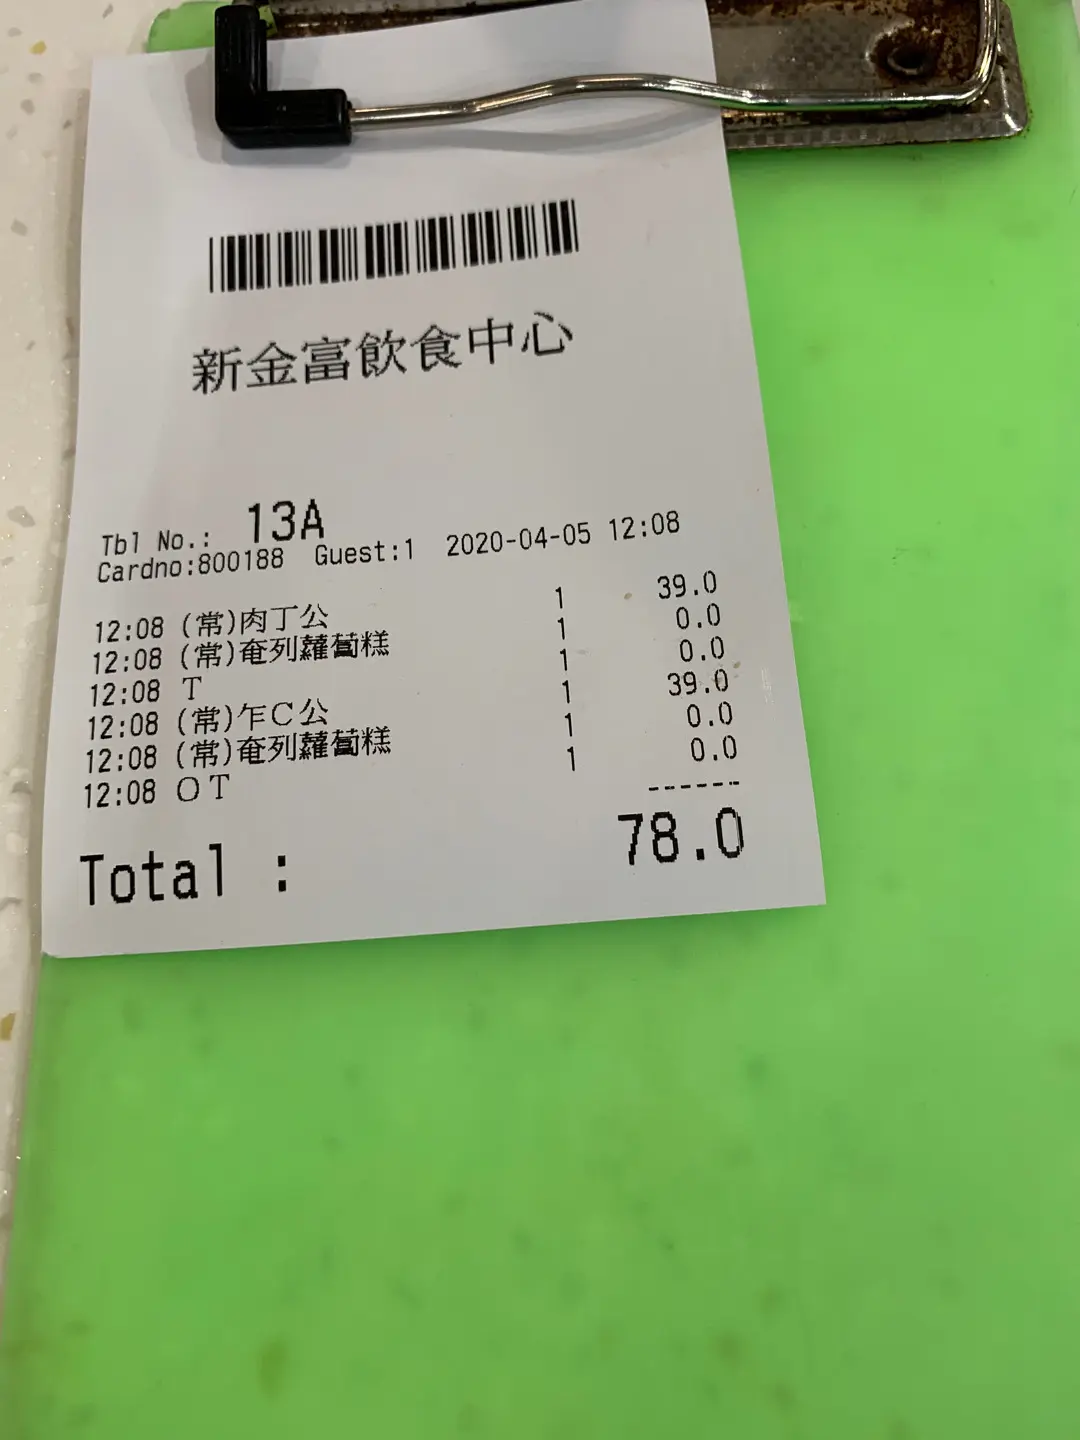 新金富飲食中心
Tbl No.: 13A
Cardno:800188 Guest:1 2020-04-05 12:08
12:08 (常)肉丁公 1 39.0
12:08 (常)奄列蘿蔔糕 1 0.0
12:08 T 1 0.0
12:08 (常)乍C公 1 39.0
12:08 (常)奄列蘿蔔糕 1 0.0
12:08 OT 1 0.0
------
Total : 78.0